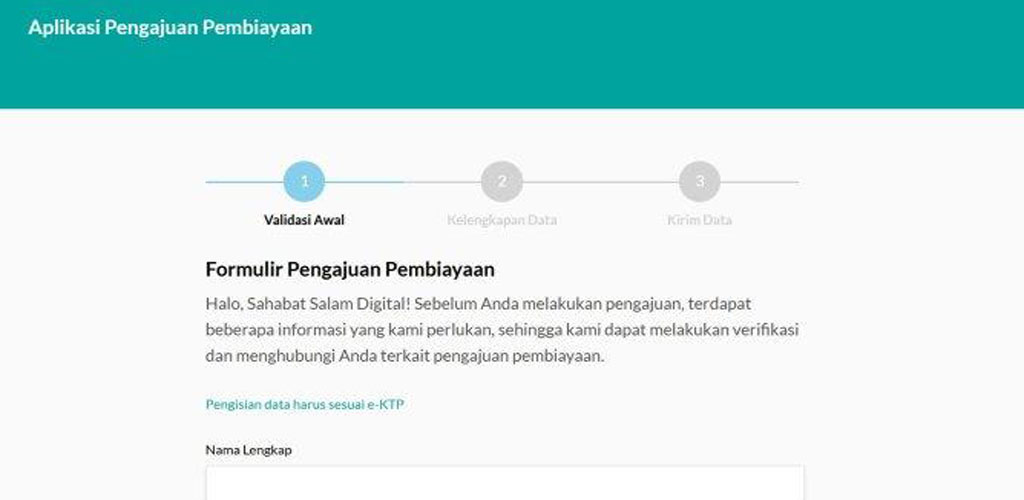 Aplikasi Pengajuan Pembiayaan
1
2
3
Validasi Awal
Kelengkapan Data
Kirim Data
Formulir Pengajuan Pembiayaan
Halo, Sahabat Salam Digital! Sebelum Anda melakukan pengajuan, terdapat
beberapa informasi yang kami perlukan, sehingga kami dapat melakukan verifikasi
dan menghubungi Anda terkait pengajuan pembiayaan.
Pengisian data harus sesuai e-KTP
Nama Lengkap